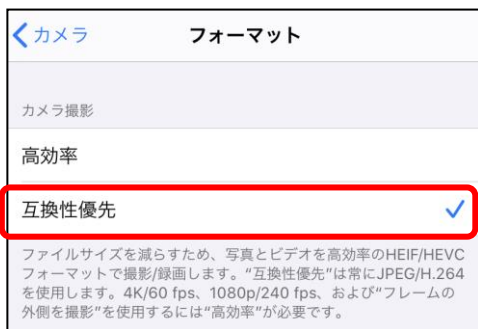 カメラ
フォーマット
カメラ撮影
高効率
互換性優先
ファイルサイズを減らすため、写真とビデオを高効率のHEIF/HEVC
フォーマットで撮影/録画します。“互換性優先”は常にJPEG/H.264
を使用します。4K/60 fps、1080p/240 fps、および“フレームの
外側を撮影”を使用するには“高効率”が必要です。